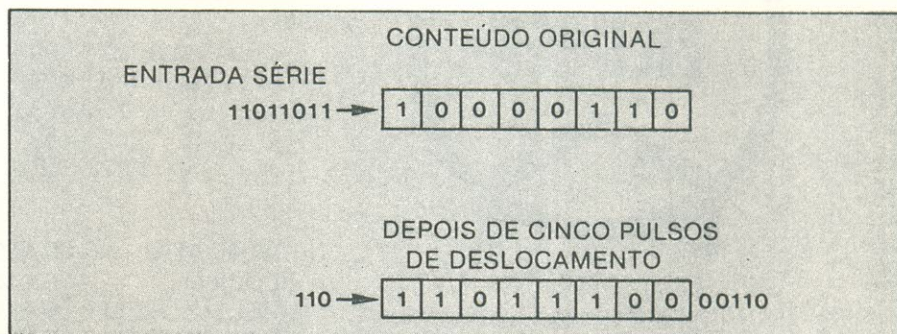 CONTEÚDO ORIGINAL
ENTRADA SÉRIE
11011011 1 0 0 0 0 1 1 0
DEPOIS DE CINCO PULSOS
DE DESLOCAMENTO
110 1 1 0 1 1 1 0 0 00110